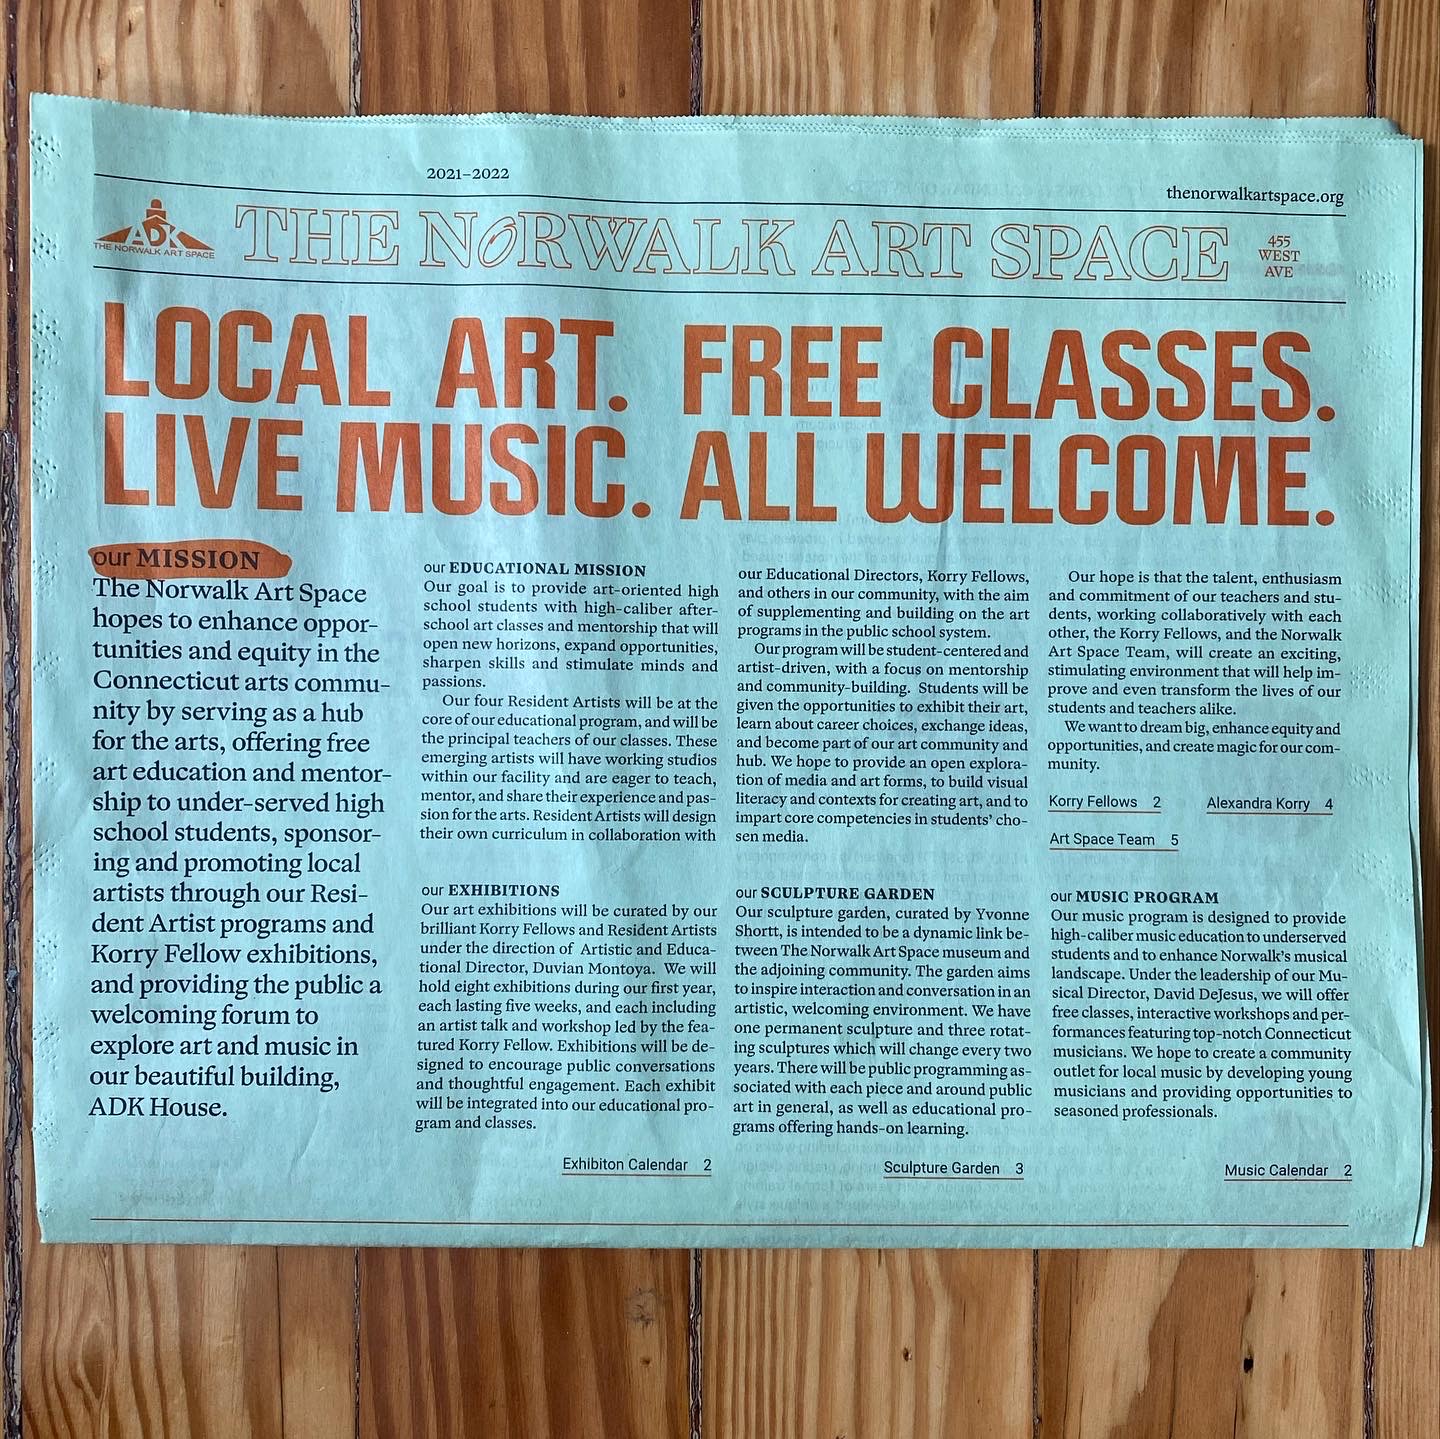 2021–2022
thenorwalkartspace.org
ADK
THE NORWALK ART SPACE
THE NORWALK ART SPACE
455
WEST
AVE
LOCAL ART. FREE CLASSES.
LIVE MUSIC. ALL WELCOME.
our MISSION
The Norwalk Art Space
hopes to enhance oppor-
tunities and equity in the
Connecticut arts commu-
nity by serving as a hub
for the arts, offering free
art education and mentor-
ship to under-served high
school students, sponsor-
ing and promoting local
artists through our Resi-
dent Artist programs and
Korry Fellow exhibitions,
and providing the public a
welcoming forum to
explore art and music in
our beautiful building,
ADK House.
our EDUCATIONAL MISSION
Our goal is to provide art-oriented high
school students with high-caliber after-
school art classes and mentorship that will
open new horizons, expand opportunities,
sharpen skills and stimulate minds and
passions.
Our four Resident Artists will be at the
core of our educational program, and will be
the principal teachers of our classes. These
emerging artists will have working studios
within our facility and are eager to teach,
mentor, and share their experience and pas-
sion for the arts. Resident Artists will design
their own curriculum in collaboration with
our Educational Directors, Korry Fellows,
and others in our community, with the aim
of supplementing and building on the art
programs in the public school system.
Our program will be student-centered and
artist-driven, with a focus on mentorship
and community-building. Students will be
given the opportunities to exhibit their art,
learn about career choices, exchange ideas,
and become part of our art community and
hub. We hope to provide an open explora-
tion of media and art forms, to build visual
literacy and contexts for creating art, and to
impart core competencies in students' cho-
sen media.
Our hope is that the talent, enthusiasm
and commitment of our teachers and stu-
dents, working collaboratively with each
other, the Korry Fellows, and the Norwalk
Art Space Team, will create an exciting,
stimulating environment that will help im-
prove and even transform the lives of our
students and teachers alike.
We want to dream big, enhance equity and
opportunities, and create magic for our com-
munity.
Korry Fellows 2
Alexandra Korry 4
Art Space Team 5
our EXHIBITIONS
Our art exhibitions will be curated by our
brilliant Korry Fellows and Resident Artists
under the direction of Artistic and Educa-
tional Director, Duvian Montoya. We will
hold eight exhibitions during our first year,
each lasting five weeks, and each including
an artist talk and workshop led by the fea-
tured Korry Fellow. Exhibitions will be de-
signed to encourage public conversations
and thoughtful engagement. Each exhibit
will be integrated into our educational pro-
gram and classes.
Exhibiton Calendar 2
our SCULPTURE GARDEN
Our sculpture garden, curated by Yvonne
Shortt, is intended to be a dynamic link be-
tween The Norwalk Art Space museum and
the adjoining community. The garden aims
to inspire interaction and conversation in an
artistic, welcoming environment. We have
one permanent sculpture and three rotat-
ing sculptures which will change every two
years. There will be public programming as-
sociated with each piece and around public
art in general, as well as educational pro-
grams offering hands-on learning.
Sculpture Garden 3
our MUSIC PROGRAM
Our music program is designed to provide
high-caliber music education to underserved
students and to enhance Norwalk's musical
landscape. Under the leadership of our Mu-
sical Director, David DeJesus, we will offer
free classes, interactive workshops and per-
formances featuring top-notch Connecticut
musicians. We hope to create a community
outlet for local music by developing young
musicians and providing opportunities to
seasoned professionals.
Music Calendar 2